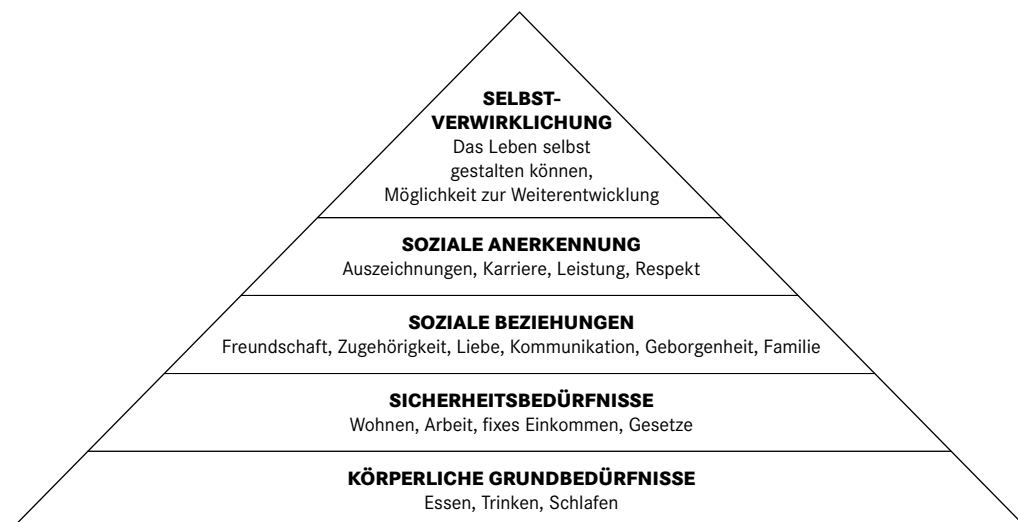 SELBST-
VERWIRKLICHUNG
Das Leben selbst
gestalten können,
Möglichkeit zur Weiterentwicklung
SOZIALE ANERKENNUNG
Auszeichnungen, Karriere, Leistung, Respekt
SOZIALE BEZIEHUNGEN
Freundschaft, Zugehörigkeit, Liebe, Kommunikation, Geborgenheit, Familie
SICHERHEITSBEDÜRFNISSE
Wohnen, Arbeit, fixes Einkommen, Gesetze
KÖRPERLICHE GRUNDBEDÜRFNISSE
Essen, Trinken, Schlafen